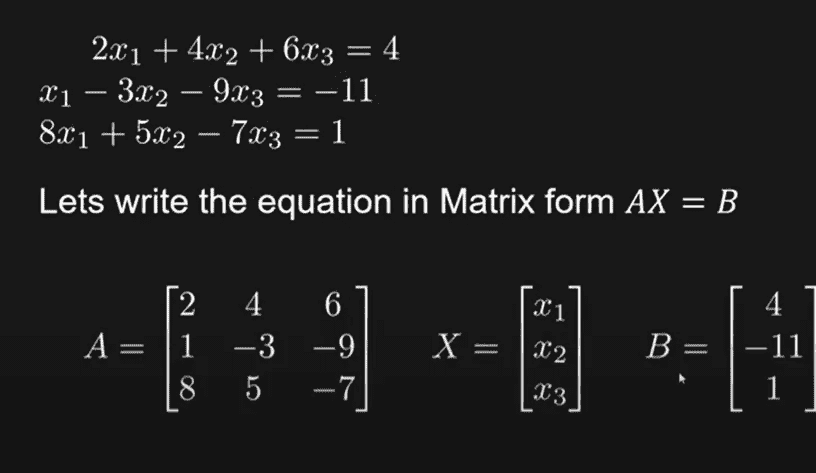 2x₁ + 4x₂ + 6x₃ = 4
x₁ − 3x₂ − 9x₃ = −11
8x₁ + 5x₂ − 7x₃ = 1
Lets write the equation in Matrix form AX = B
A = [2 4 6; 1 −3 −9; 8 5 −7] X = [x₁; x₂; x₃] B = [4; −11; 1]